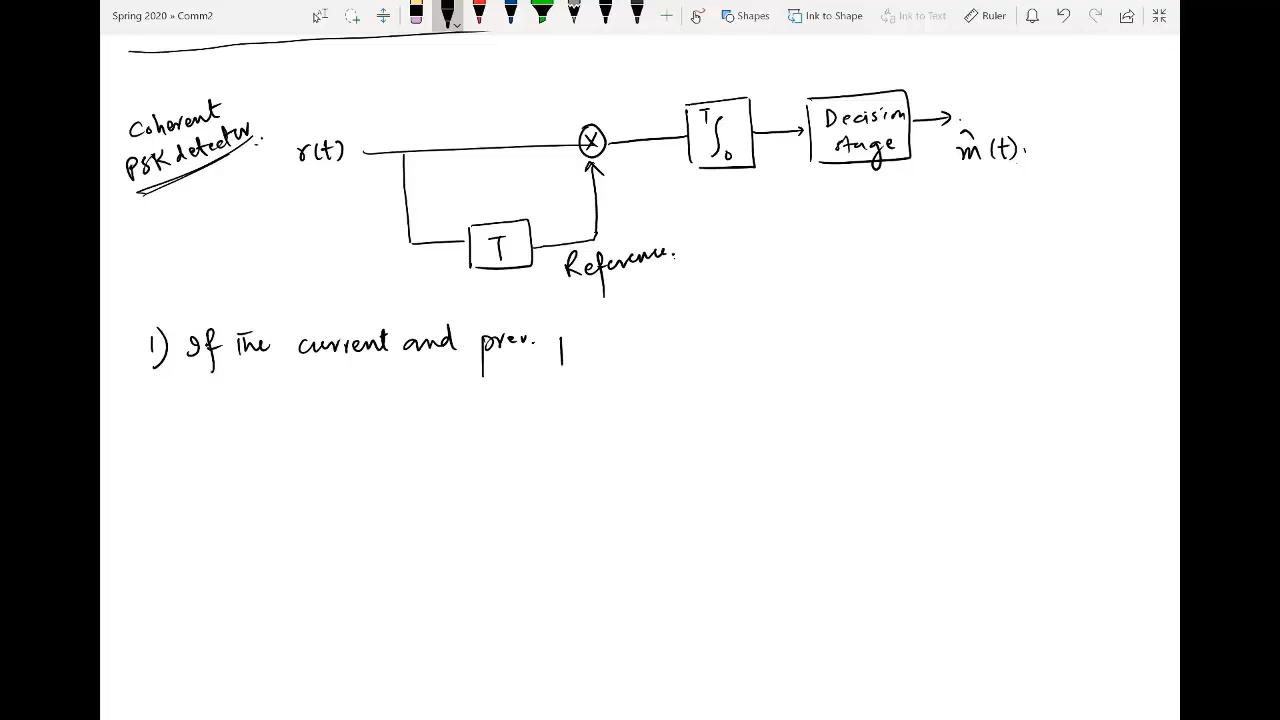 Spring 2020 » Comm2
Shapes
Ink to Shape
Ink to Text
Ruler
Coherent
PSK detector.
r(t)
X
T
∫
0
Decision
stage
m̂(t).
T
Reference.
1) If the current and prev. p